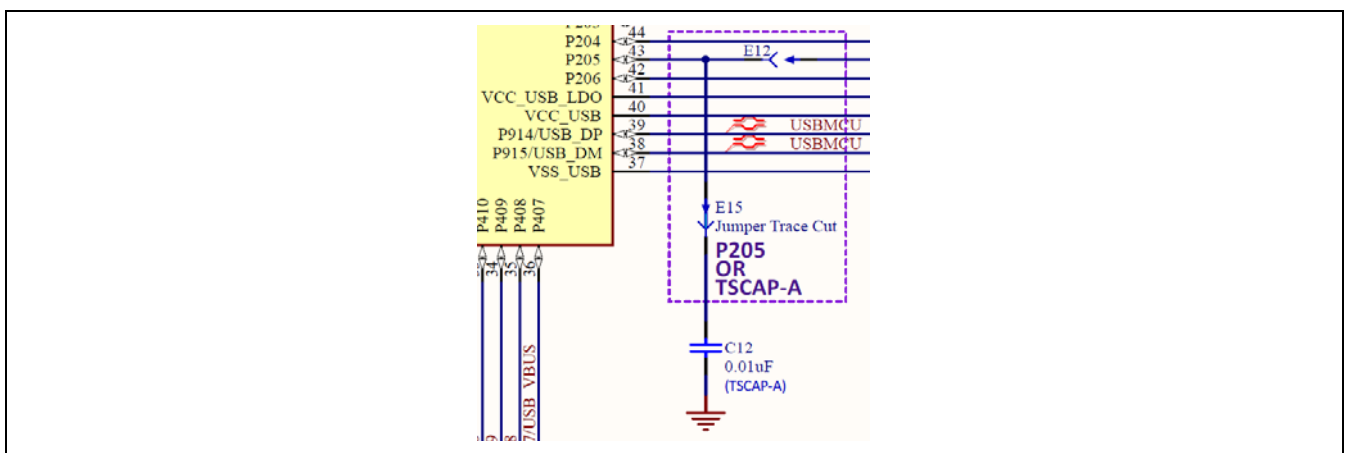 P204
44
P205
43
E12
P206
42
VCC_USB_LDO
41
VCC_USB
40
P914/USB_DP
39
USBMCU
P915/USB_DM
38
USBMCU
VSS_USB
37
P410
P409
P408
P407
34
35
36
E15
Jumper Trace Cut
P205
OR
TSCAP-A
C12
0.01uF
(TSCAP-A)
7/USB VBUS
9
8